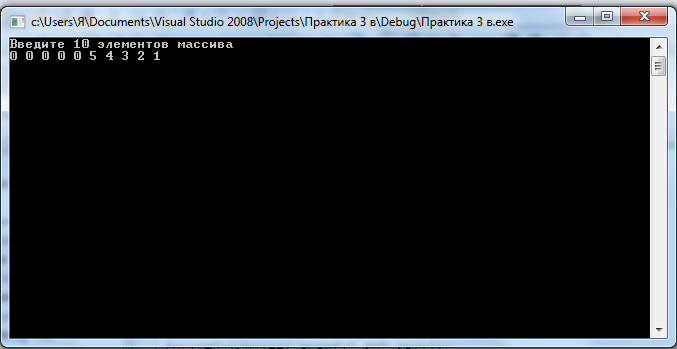 c:\Users\Я\Documents\Visual Studio 2008\Projects\Практика 3 в\Debug\Практика 3 в.exe
Введите 10 элементов массива
0 0 0 0 0 5 4 3 2 1